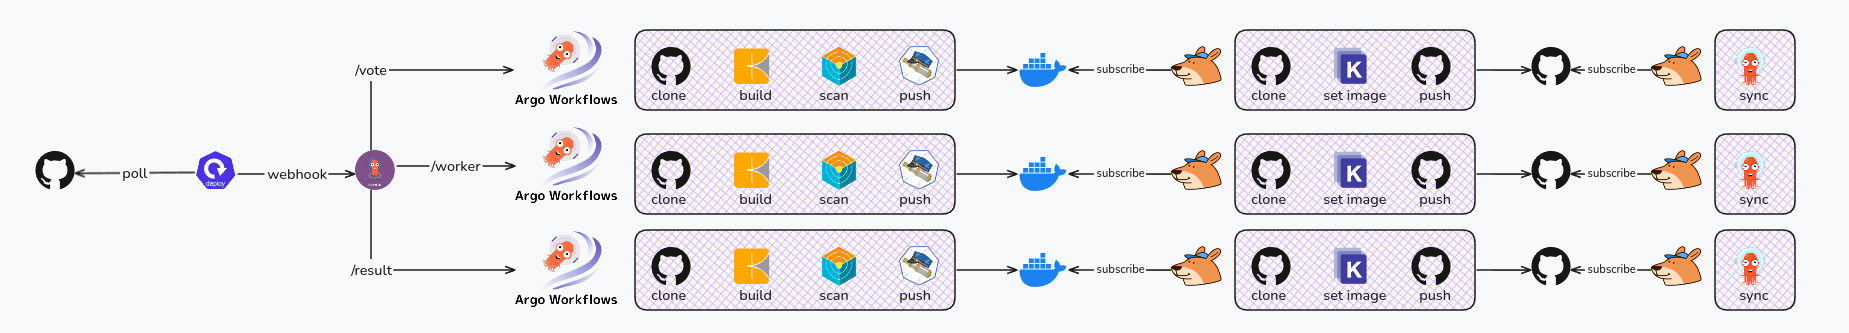 /vote
Argo Workflows
clone build scan push
subscribe
clone set image push
subscribe
sync
poll
deploy
webhook
/worker
Argo Workflows
clone build scan push
subscribe
clone set image push
subscribe
sync
/result
Argo Workflows
clone build scan push
subscribe
clone set image push
subscribe
sync
K
K
K